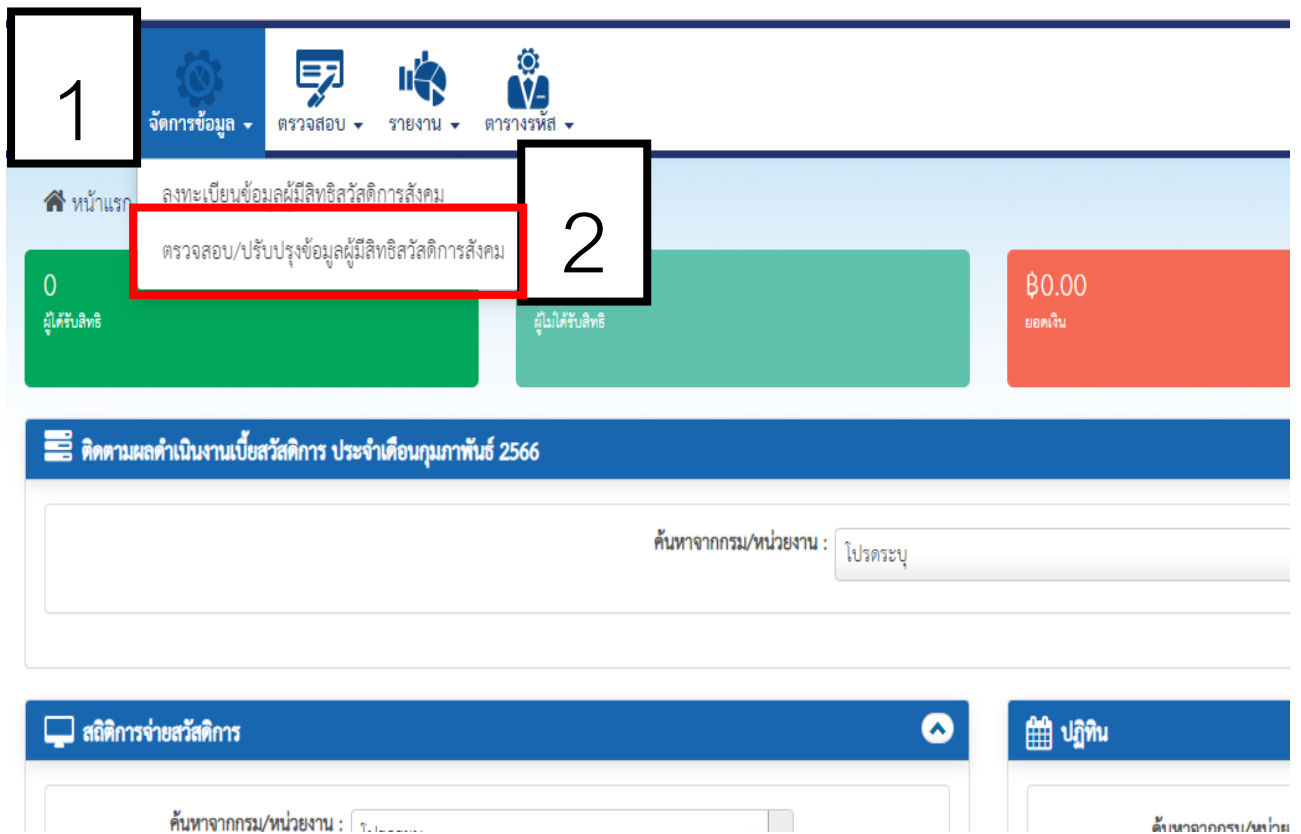 1
จัดการข้อมูล
ตรวจสอบ
รายงาน
ตารางรหัส
หน้าแรก
ลงทะเบียนข้อมูลผู้มีสิทธิสวัสดิการสังคม
ตรวจสอบ/ปรับปรุงข้อมูลผู้มีสิทธิสวัสดิการสังคม
2
0
ผู้ได้รับสิทธิ
ผู้ไม่ได้รับสิทธิ
฿0.00
ยอดเงิน
ติดตามผลดำเนินงานเบี้ยสวัสดิการ ประจำเดือนกุมภาพันธ์ 2566
ค้นหาจากกรม/หน่วยงาน :
โปรดระบุ
สถิติการจ่ายสวัสดิการ
ปฏิทิน
ค้นหาจากกรม/หน่วยงาน :